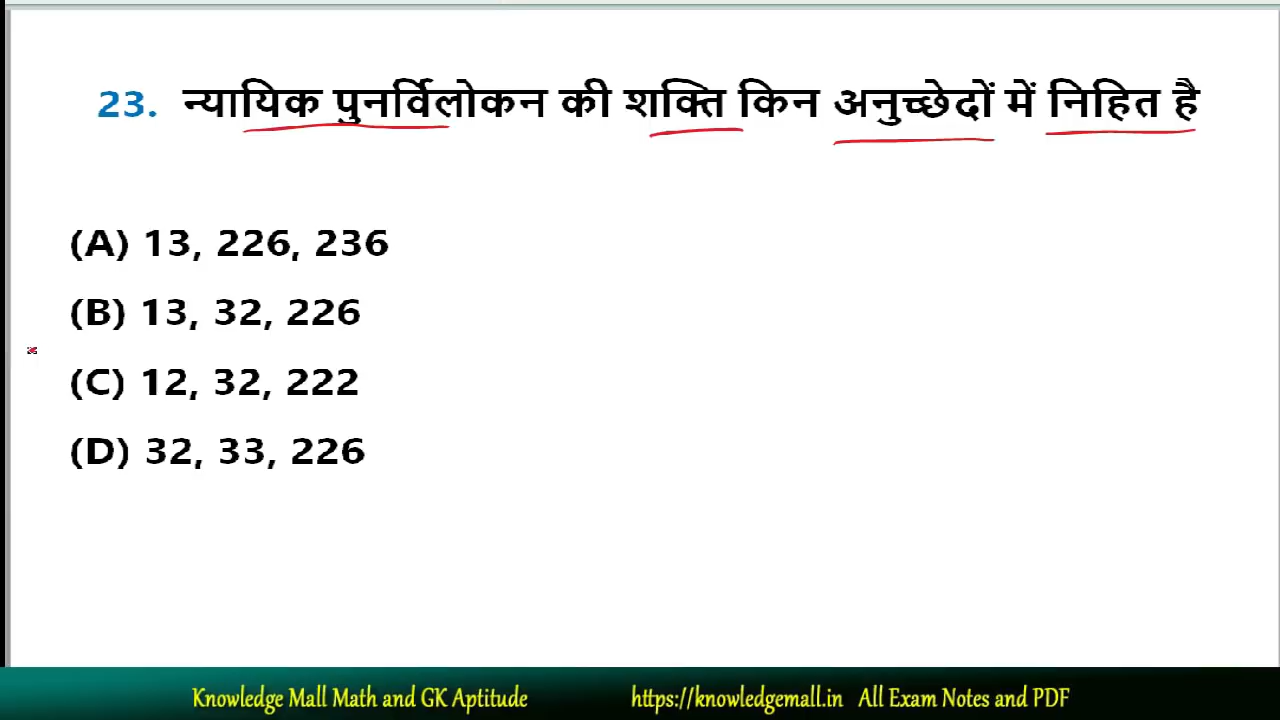 23. न्यायिक पुनर्विलोकन की शक्ति किन अनुच्छेदों में निहित है
(A) 13, 226, 236
(B) 13, 32, 226
(C) 12, 32, 222
(D) 32, 33, 226
Knowledge Mall Math and GK Aptitude https://knowledgemall.in All Exam Notes and PDF